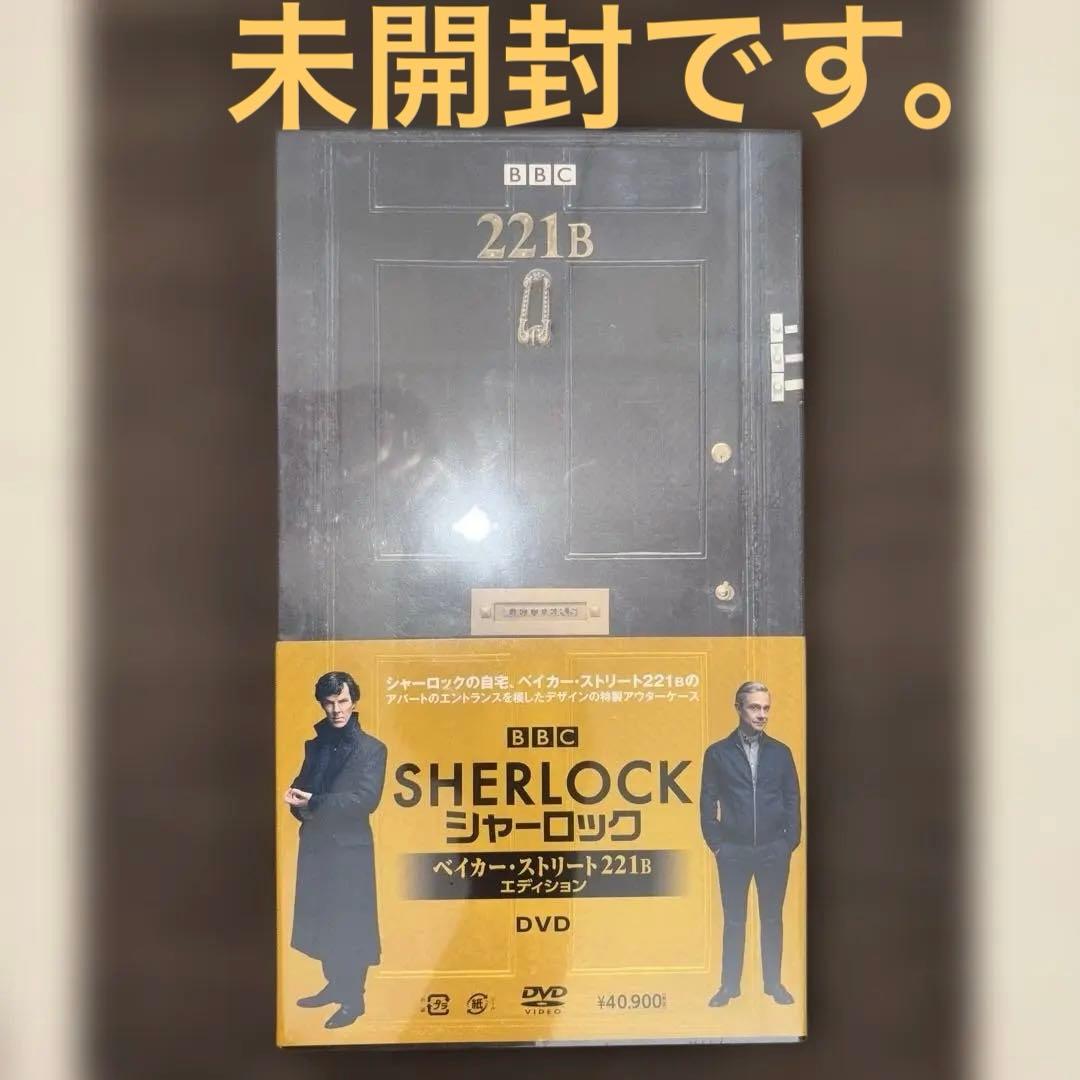 未開封です。
BBC
221B
シャーロックの自宅、ベイカー・ストリート221Bの
アパートのエントランスを模したデザインの特製アウターケース
BBC
SHERLOCK
シャーロック
ベイカー・ストリート221B
エディション
DVD
プラ
紙
DVD
VIDEO
¥40,900